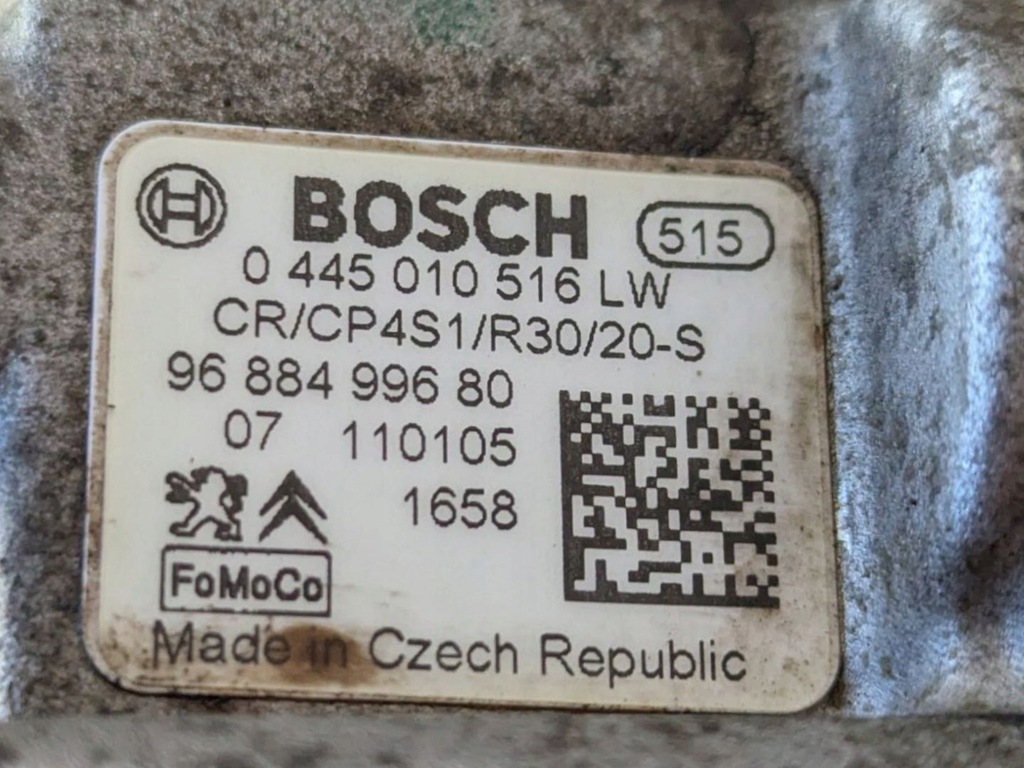 BOSCH 515
0 445 010 516 LW
CR/CP4S1/R30/20-S
96 884 996 80
07 110105
1658
FoMoCo
Made in Czech Republic